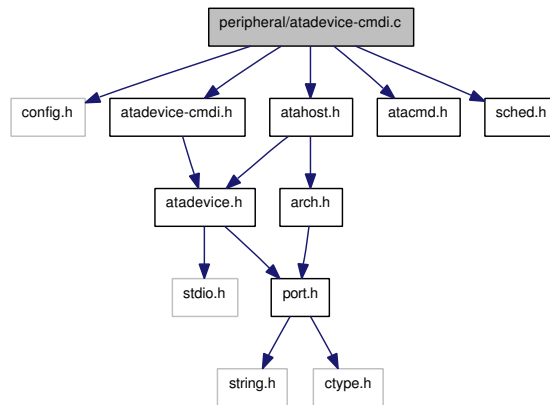 peripheral/atadevice-cmdi.c
config.h
atadevice-cmdi.h
atahost.h
atacmd.h
sched.h
atadevice.h
arch.h
stdio.h
port.h
string.h
ctype.h